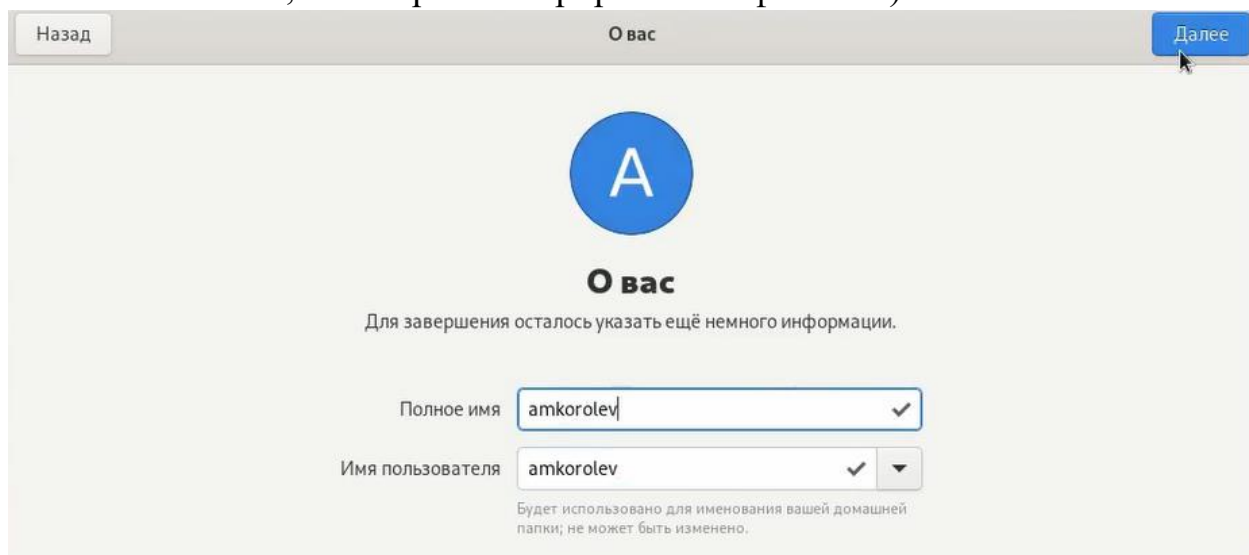 Назад
О вас
Далее
A
О вас
Для завершения осталось указать ещё немного информации.
Полное имя
amkorolev
Имя пользователя
amkorolev
Будет использовано для именования вашей домашней
папки; не может быть изменено.